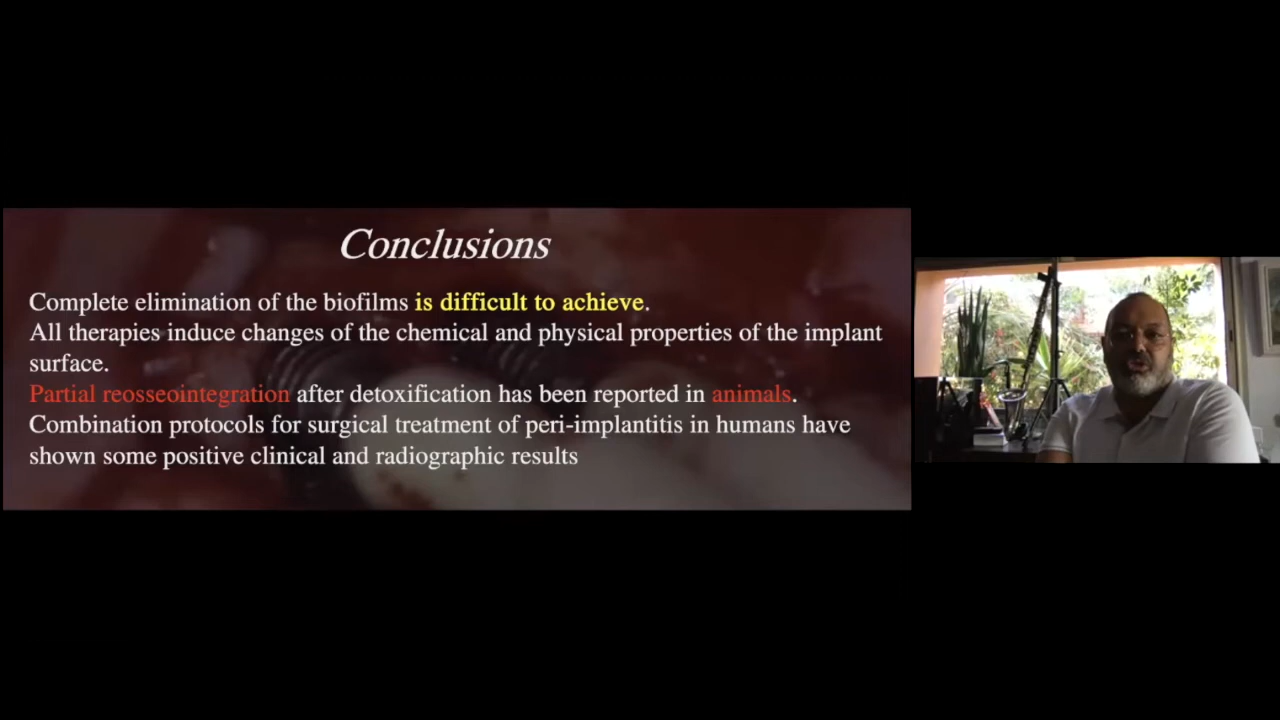 Conclusions
Complete elimination of the biofilms is difficult to achieve.
All therapies induce changes of the chemical and physical properties of the implant
surface.
Partial reosseointegration after detoxification has been reported in animals.
Combination protocols for surgical treatment of peri-implantitis in humans have
shown some positive clinical and radiographic results